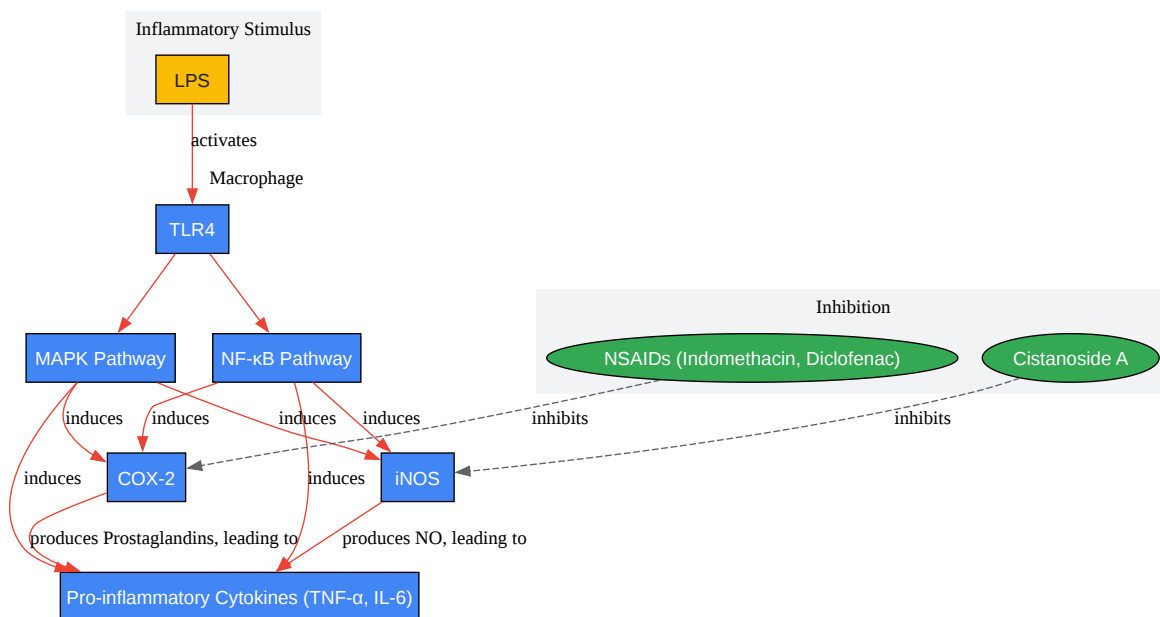 Inflammatory Stimulus
LPS
activates
Macrophage
TLR4
Inhibition
MAPK Pathway
NF-κB Pathway
NSAIDs (Indomethacin, Diclofenac)
Cistanoside A
induces
induces
induces
induces
inhibits
inhibits
induces
COX-2
induces
iNOS
produces Prostaglandins, leading to
produces NO, leading to
Pro-inflammatory Cytokines (TNF-α, IL-6)